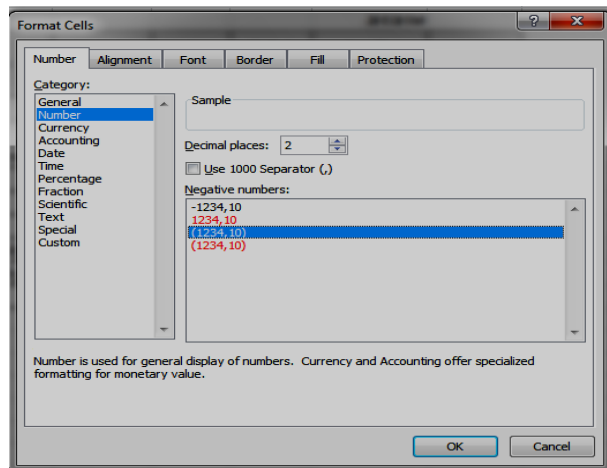 Format Cells
Number Alignment Font Border Fill Protection
Category:
General
Number
Currency
Accounting
Date
Time
Percentage
Fraction
Scientific
Text
Special
Custom
Sample
Decimal places: 2
Use 1000 Separator (,)
Negative numbers:
-1234,10
1234,10
(1234,10)
(1234,10)
Number is used for general display of numbers. Currency and Accounting offer specialized
formatting for monetary value.
OK Cancel